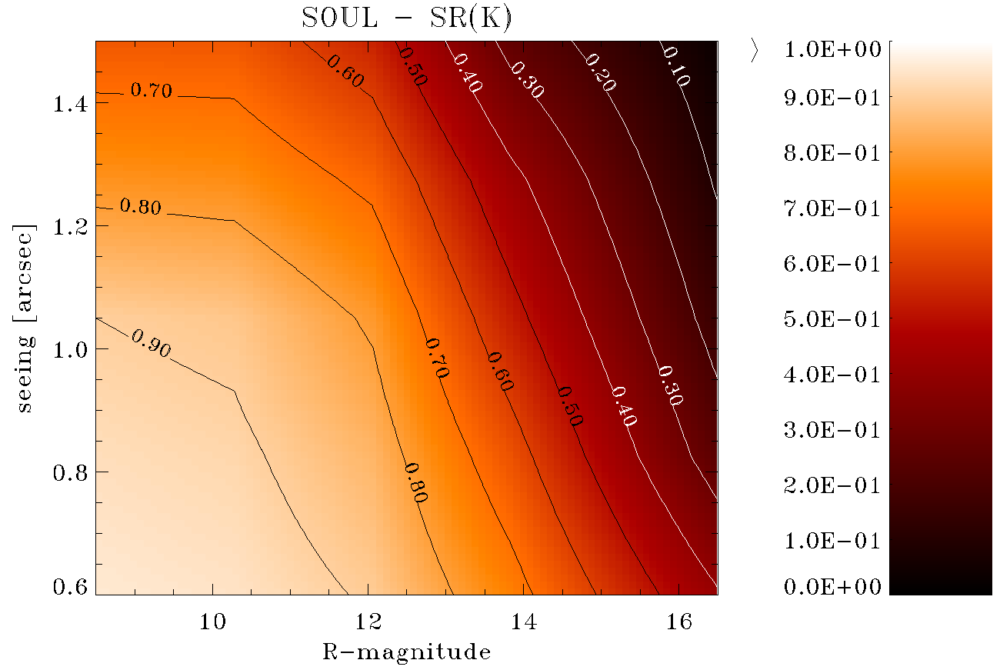 SOUL − SR(K)
0.60
0.50
0.40
0.30
0.20
0.10
0.70
0.80
0.90
0.70
0.60
0.50
0.40
0.30
0.80
1.4
1.2
1.0
0.8
0.6
seeing [arcsec]
10 12 14 16
R−magnitude
〉 1.0E+00
9.0E−01
8.0E−01
7.0E−01
6.0E−01
5.0E−01
4.0E−01
3.0E−01
2.0E−01
1.0E−01
0.0E+00